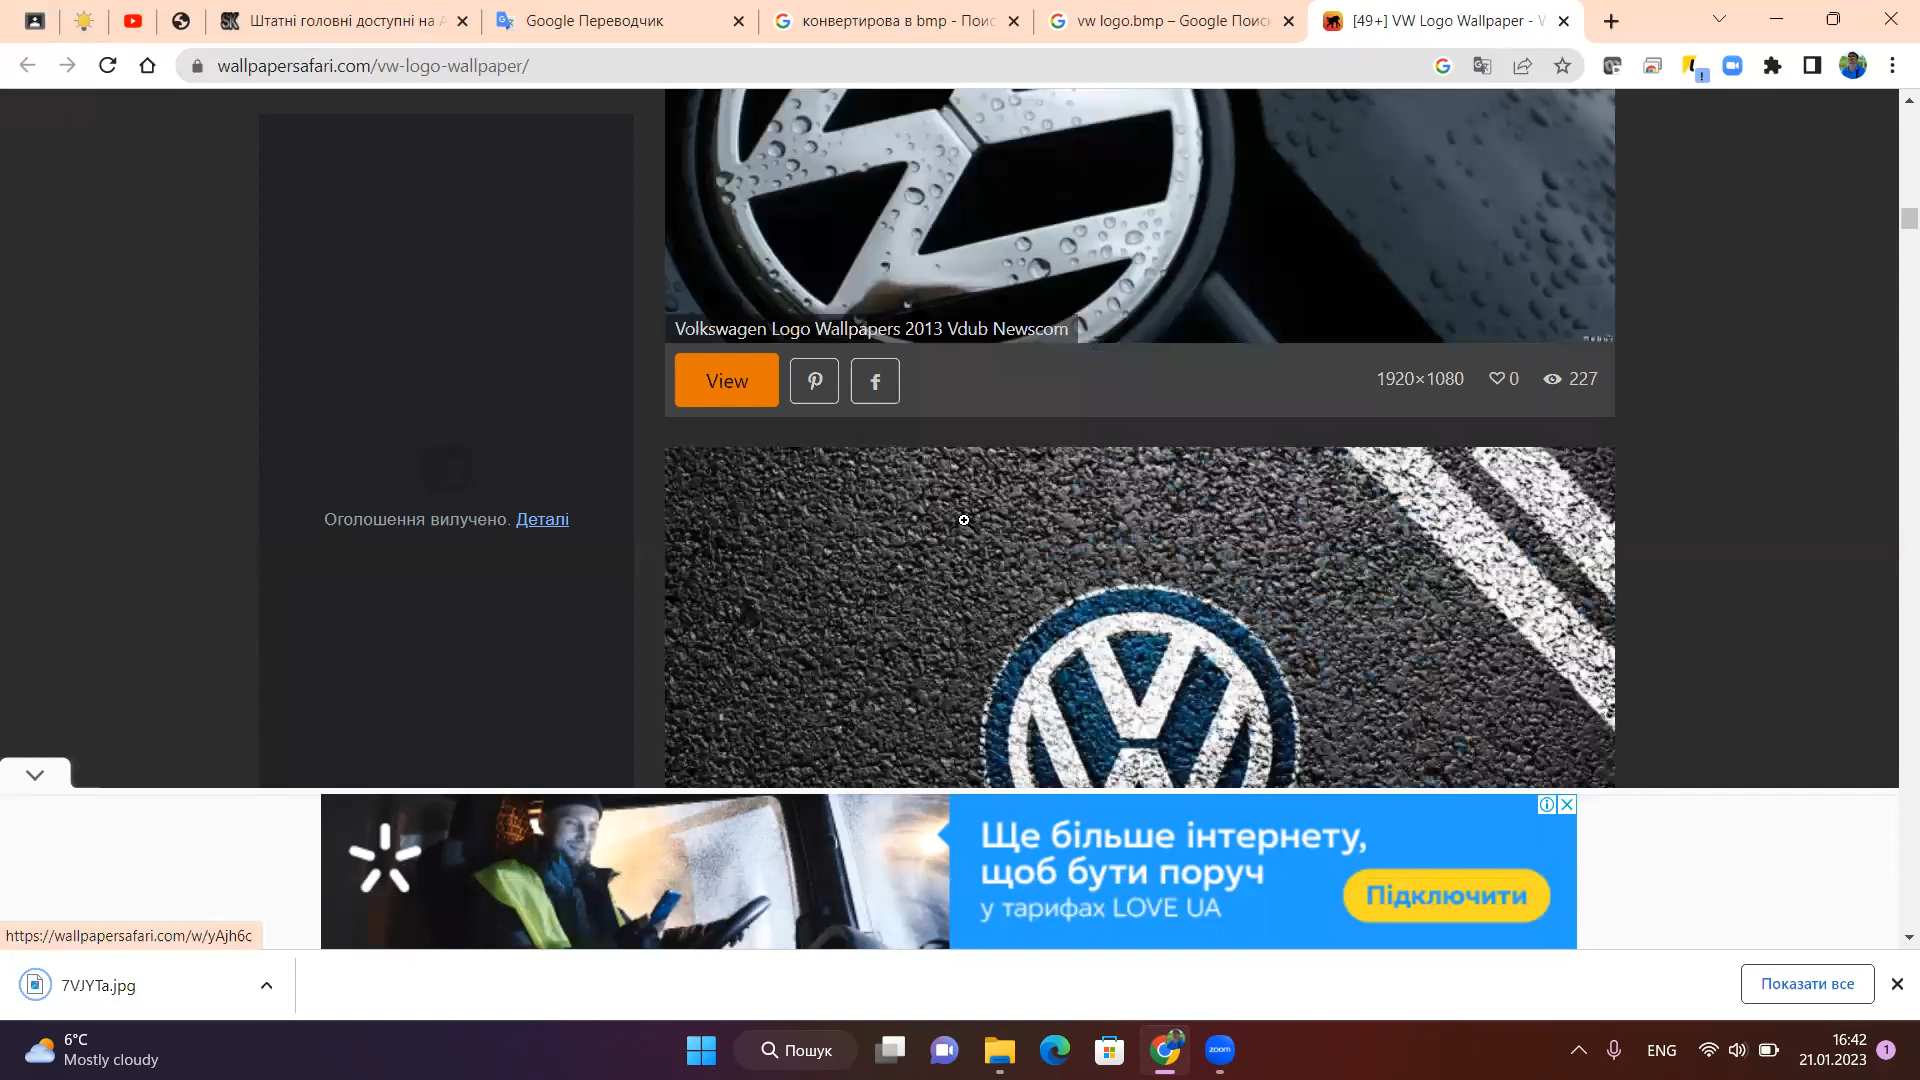 Штатні головні доступні на A
Google Переводчик
конвертирова в bmp - Поис
vw logo.bmp – Google Поиск
[49+] VW Logo Wallpaper - W
wallpapersafari.com/vw-logo-wallpaper/
Оголошення вилучено. Деталі
Volkswagen Logo Wallpapers 2013 Vdub Newscom
View
1920×1080
0
227
Ще більше інтернету,
щоб бути поруч
у тарифах LOVE UA
Підключити
https://wallpapersafari.com/w/yAjh6c
7VJYTa.jpg
Показати все
6°C
Mostly cloudy
Пошук
zoom
ENG
16:42
21.01.2023
1